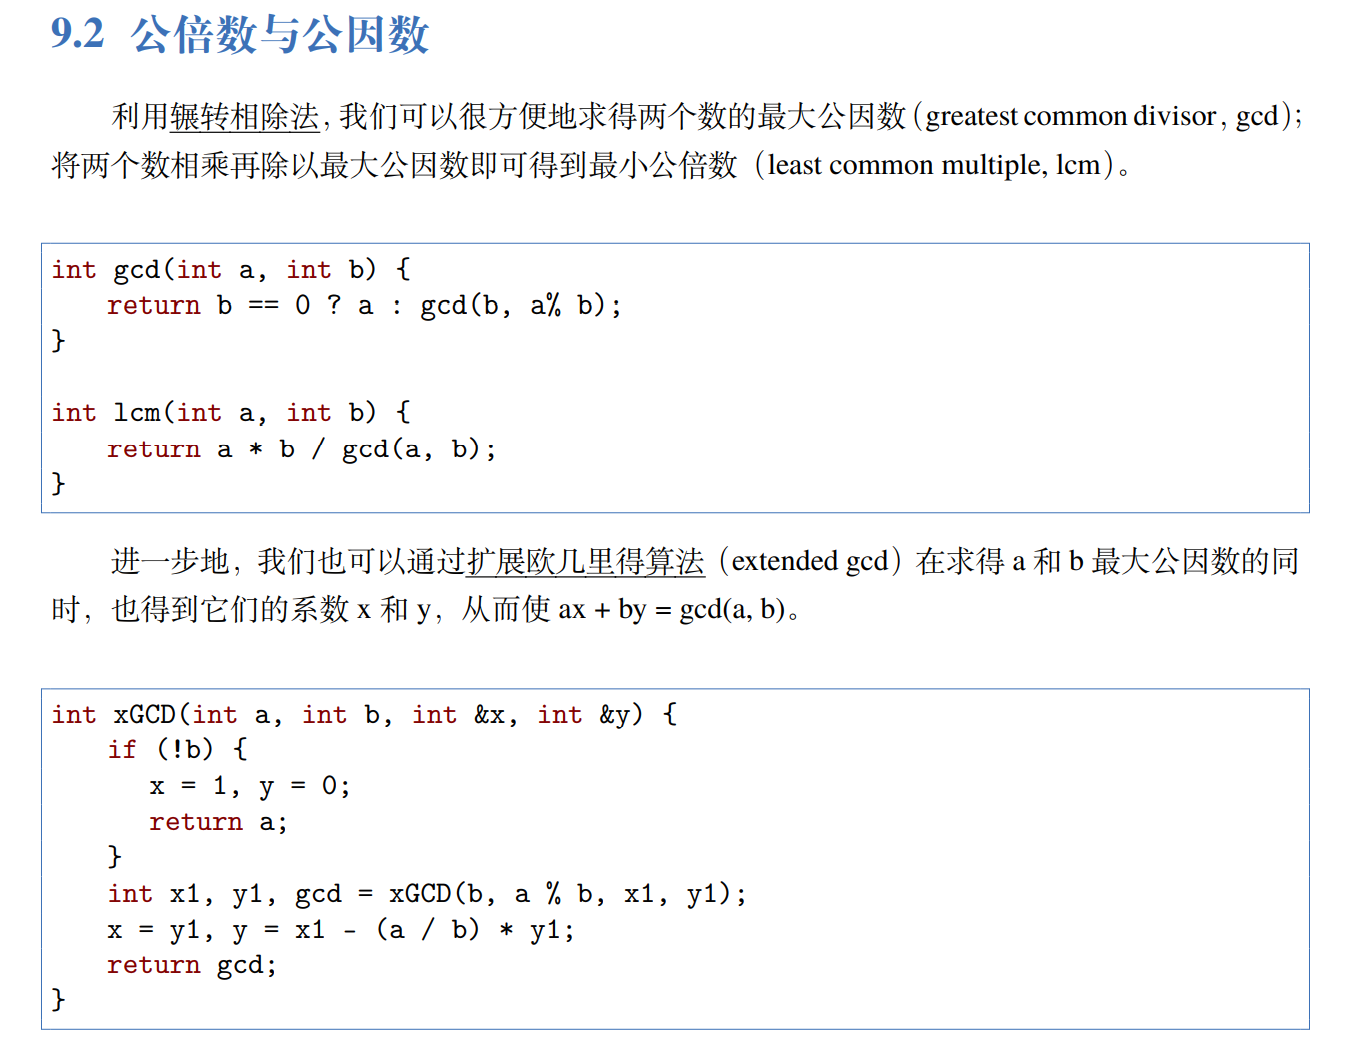 9.2 公倍数与公因数
利用辗转相除法，我们可以很方便地求得两个数的最大公因数（greatest common divisor, gcd）；
将两个数相乘再除以最大公因数即可得到最小公倍数（least common multiple, lcm）。
int gcd(int a, int b) {
    return b == 0 ? a : gcd(b, a% b);
}
int lcm(int a, int b) {
    return a * b / gcd(a, b);
}
进一步地，我们也可以通过扩展欧几里得算法（extended gcd）在求得 a 和 b 最大公因数的同
时，也得到它们的系数 x 和 y，从而使 ax + by = gcd(a, b)。
int xGCD(int a, int b, int &x, int &y) {
    if (!b) {
        x = 1, y = 0;
        return a;
    }
    int x1, y1, gcd = xGCD(b, a % b, x1, y1);
    x = y1, y = x1 - (a / b) * y1;
    return gcd;
}